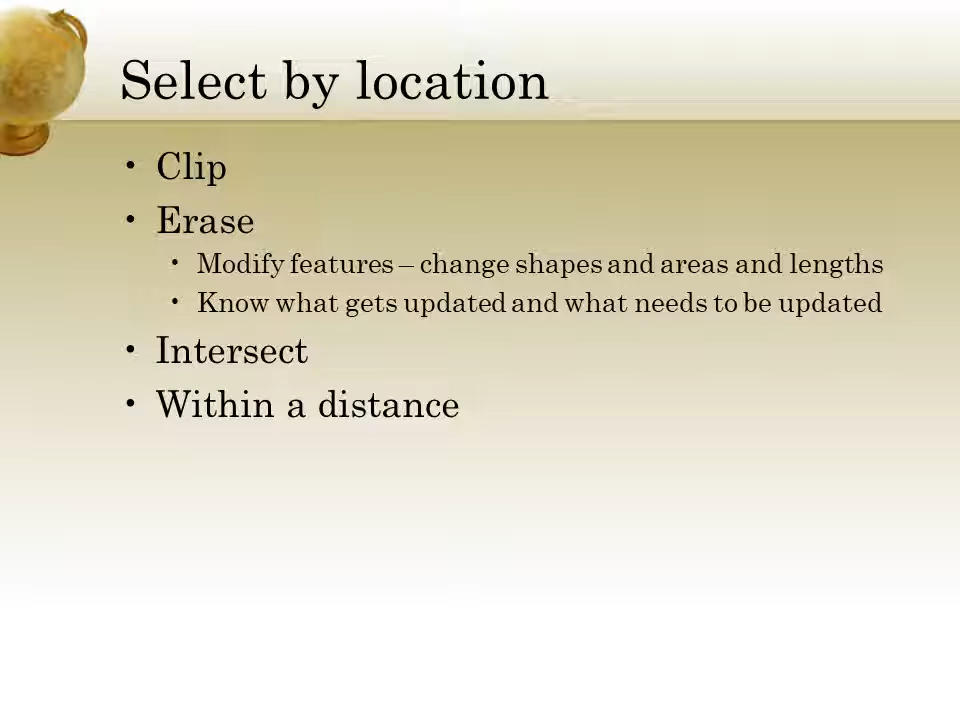 Select by location
• Clip
• Erase
• Modify features – change shapes and areas and lengths
• Know what gets updated and what needs to be updated
• Intersect
• Within a distance